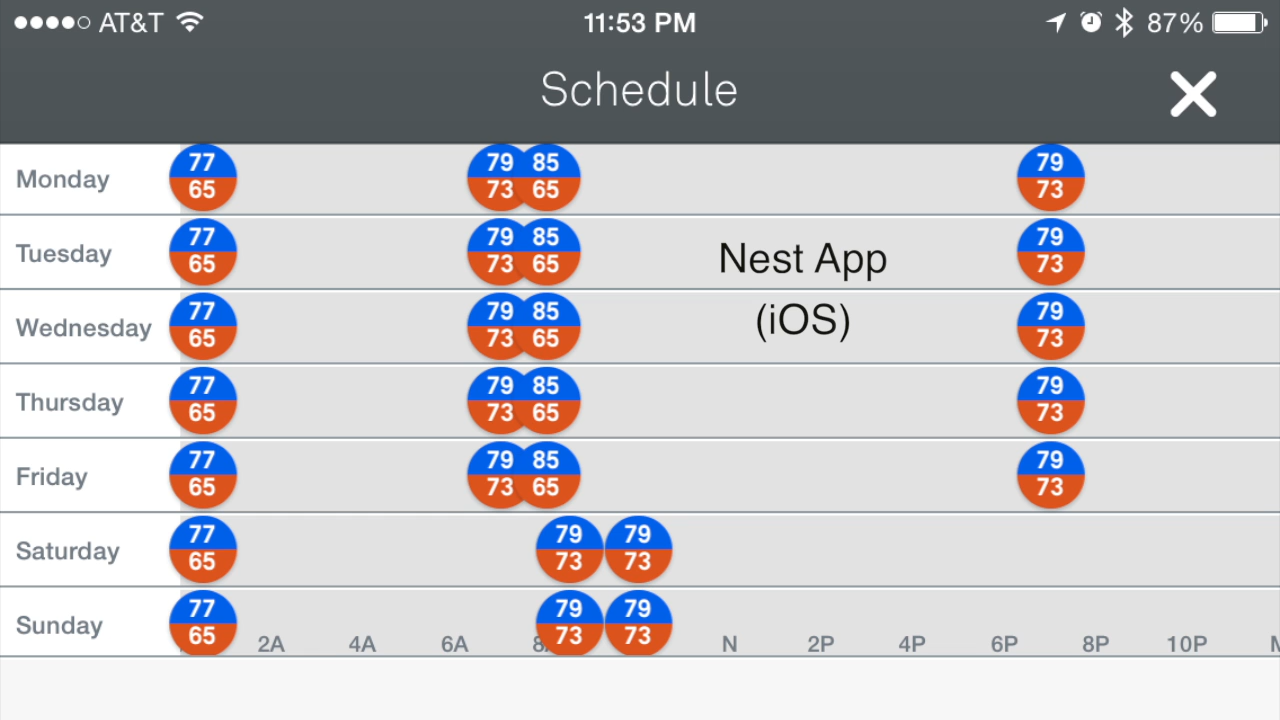 AT&T 11:53 PM 87%
Schedule
Monday 77 65 79 73 85 65 79 73
Tuesday 77 65 79 73 85 65 79 73
Wednesday 77 65 79 73 85 65 79 73
Thursday 77 65 79 73 85 65 79 73
Friday 77 65 79 73 85 65 79 73
Saturday 77 65 79 73 79 73
Sunday 77 65 79 73 79 73
2A 4A 6A N 2P 4P 6P 8P 10P
Nest App
(iOS)